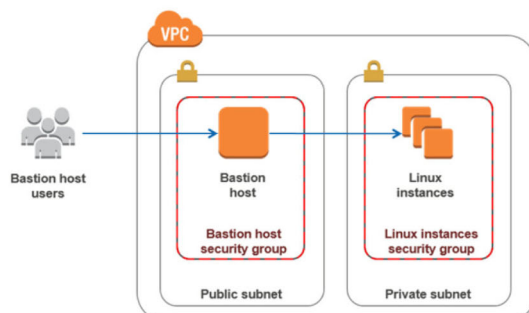 VPC
Bastion host
users
Bastion
host
Linux
instances
Bastion host
security group
Linux instances
security group
Public subnet
Private subnet